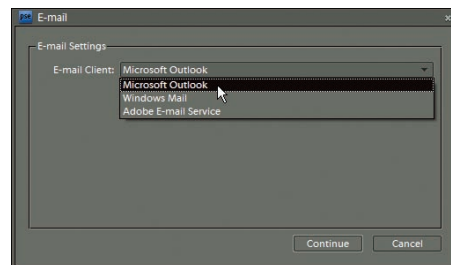 E-mail
E-mail Settings
E-mail Client: Microsoft Outlook
Microsoft Outlook
Windows Mail
Adobe E-mail Service
Continue Cancel